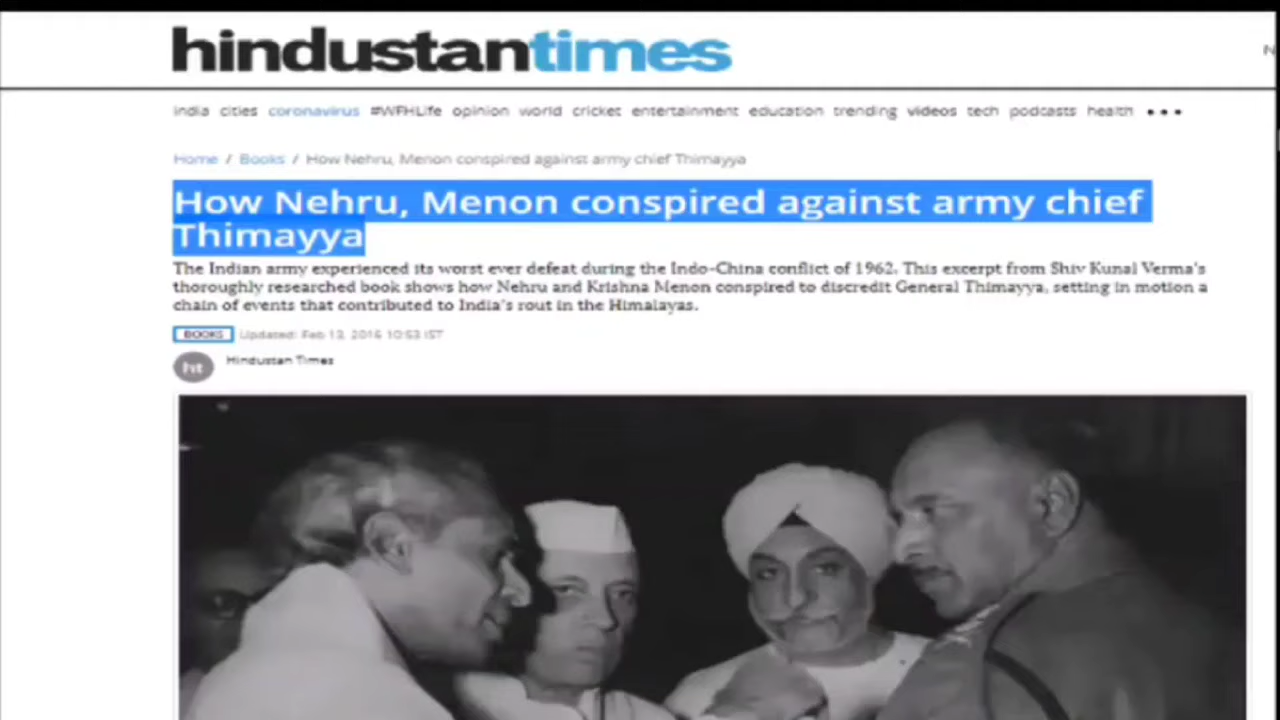 hindustantimes
N
india cities coronavirus #WFHLife opinion world cricket entertainment education trending videos tech podcasts health •••
Home / Books / How Nehru, Menon conspired against army chief Thimayya
How Nehru, Menon conspired against army chief
Thimayya
The Indian army experienced its worst ever defeat during the Indo-China conflict of 1962. This excerpt from Shiv Kunal Verma's
thoroughly researched book shows how Nehru and Krishna Menon conspired to discredit General Thimayya, setting in motion a
chain of events that contributed to India's rout in the Himalayas.
BOOKS Updated: Feb 13, 2016 10:53 IST
ht Hindustan Times